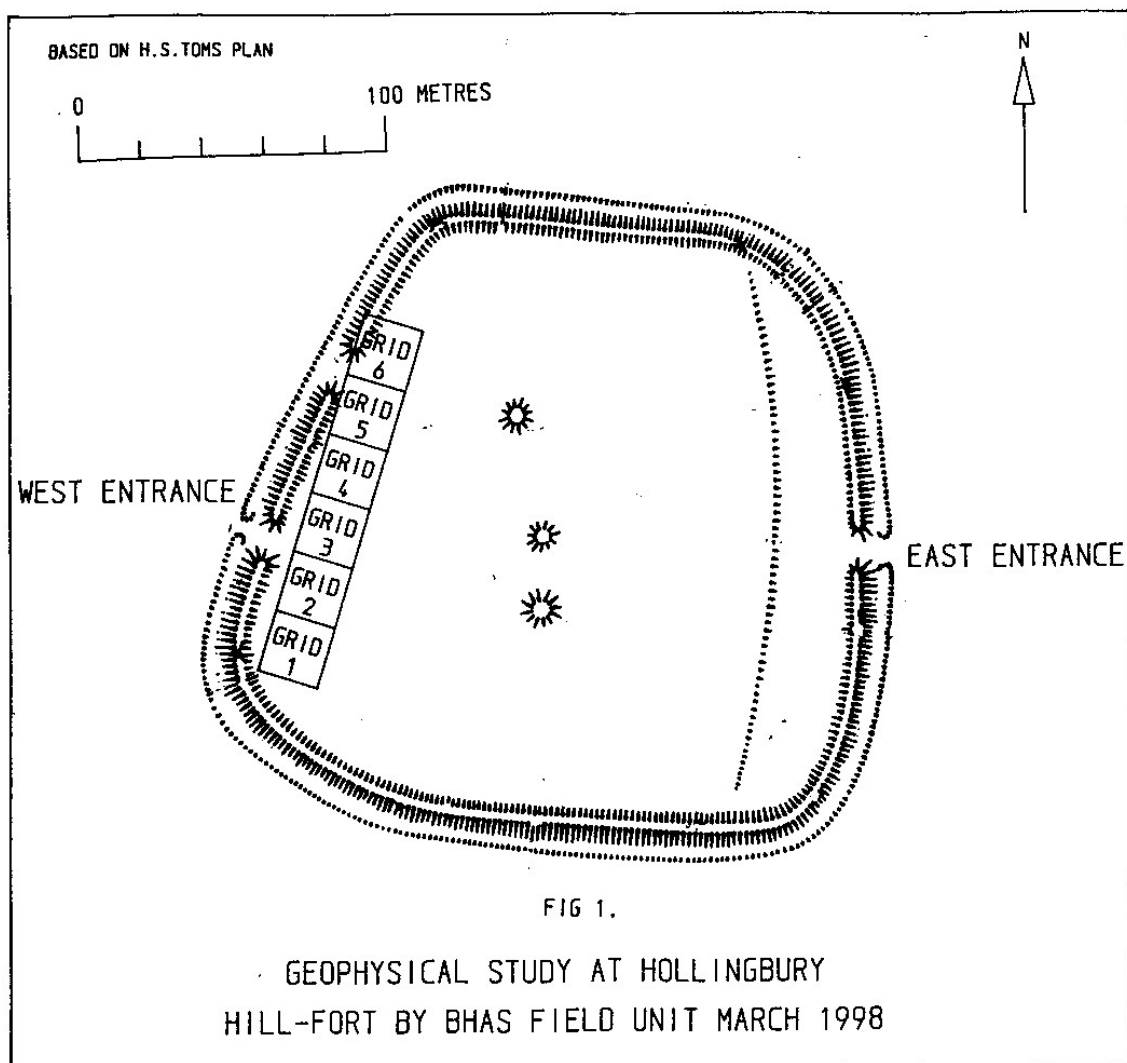 BASED ON H.S.TOMS PLAN
0
100 METRES
N
GRID
6
GRID
5
GRID
4
GRID
3
GRID
2
GRID
1
WEST ENTRANCE
EAST ENTRANCE
FIG 1.
GEOPHYSICAL STUDY AT HOLLINGBURY
HILL-FORT BY BHAS FIELD UNIT MARCH 1998